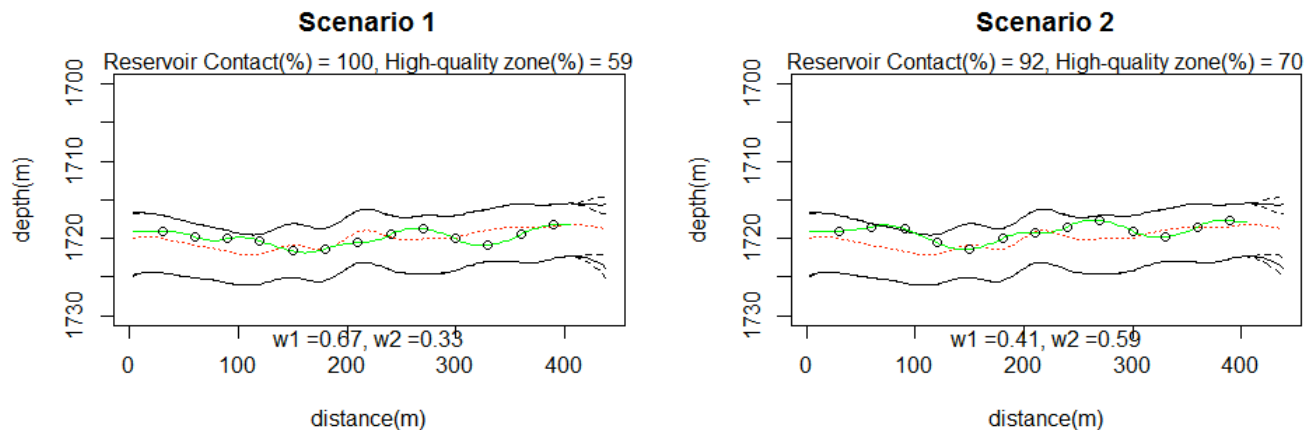 Scenario 1
Reservoir Contact(%) = 100, High-quality zone(%) = 59
depth(m)
1700
1710
1720
1730
w1 =0.67, w2 =0.33
0 100 200 300 400
distance(m)
Scenario 2
Reservoir Contact(%) = 92, High-quality zone(%) = 70
depth(m)
1700
1710
1720
1730
w1 =0.41, w2 =0.59
0 100 200 300 400
distance(m)